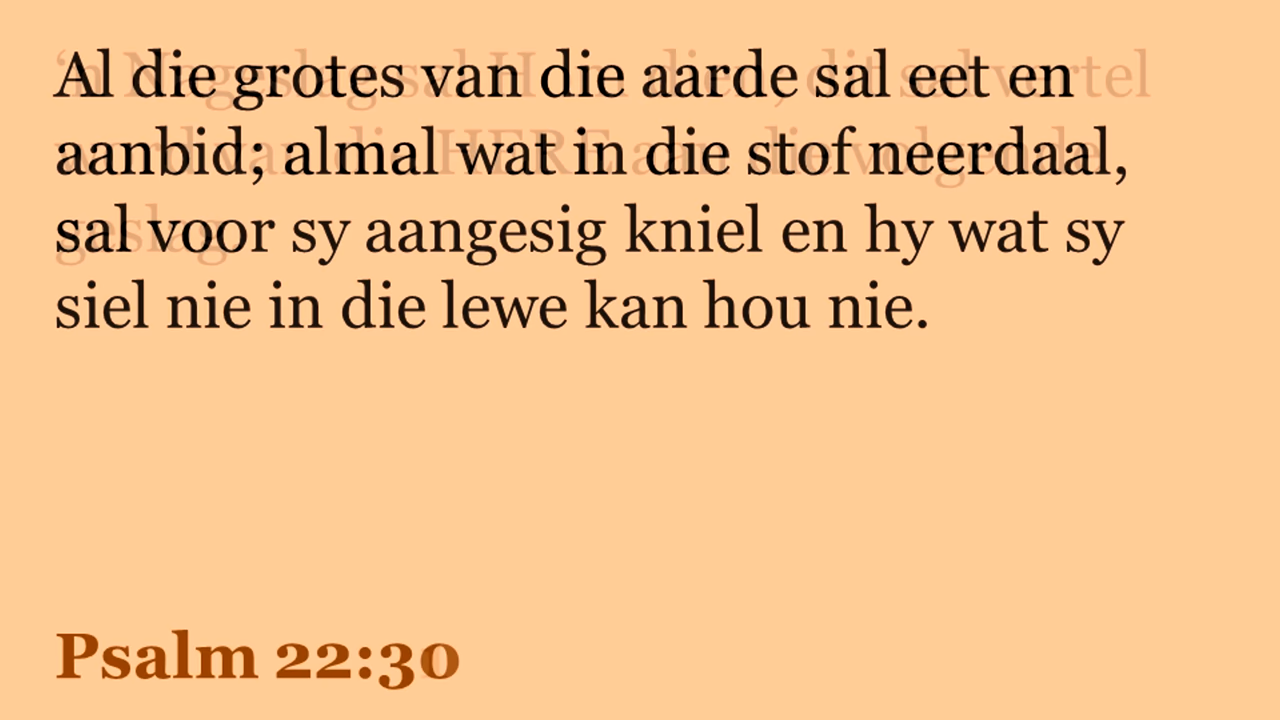 Al die grotes van die aarde sal eet en
aanbid; almal wat in die stof neerdaal,
sal voor sy aangesig kniel en hy wat sy
siel nie in die lewe kan hou nie.
Psalm 22:30